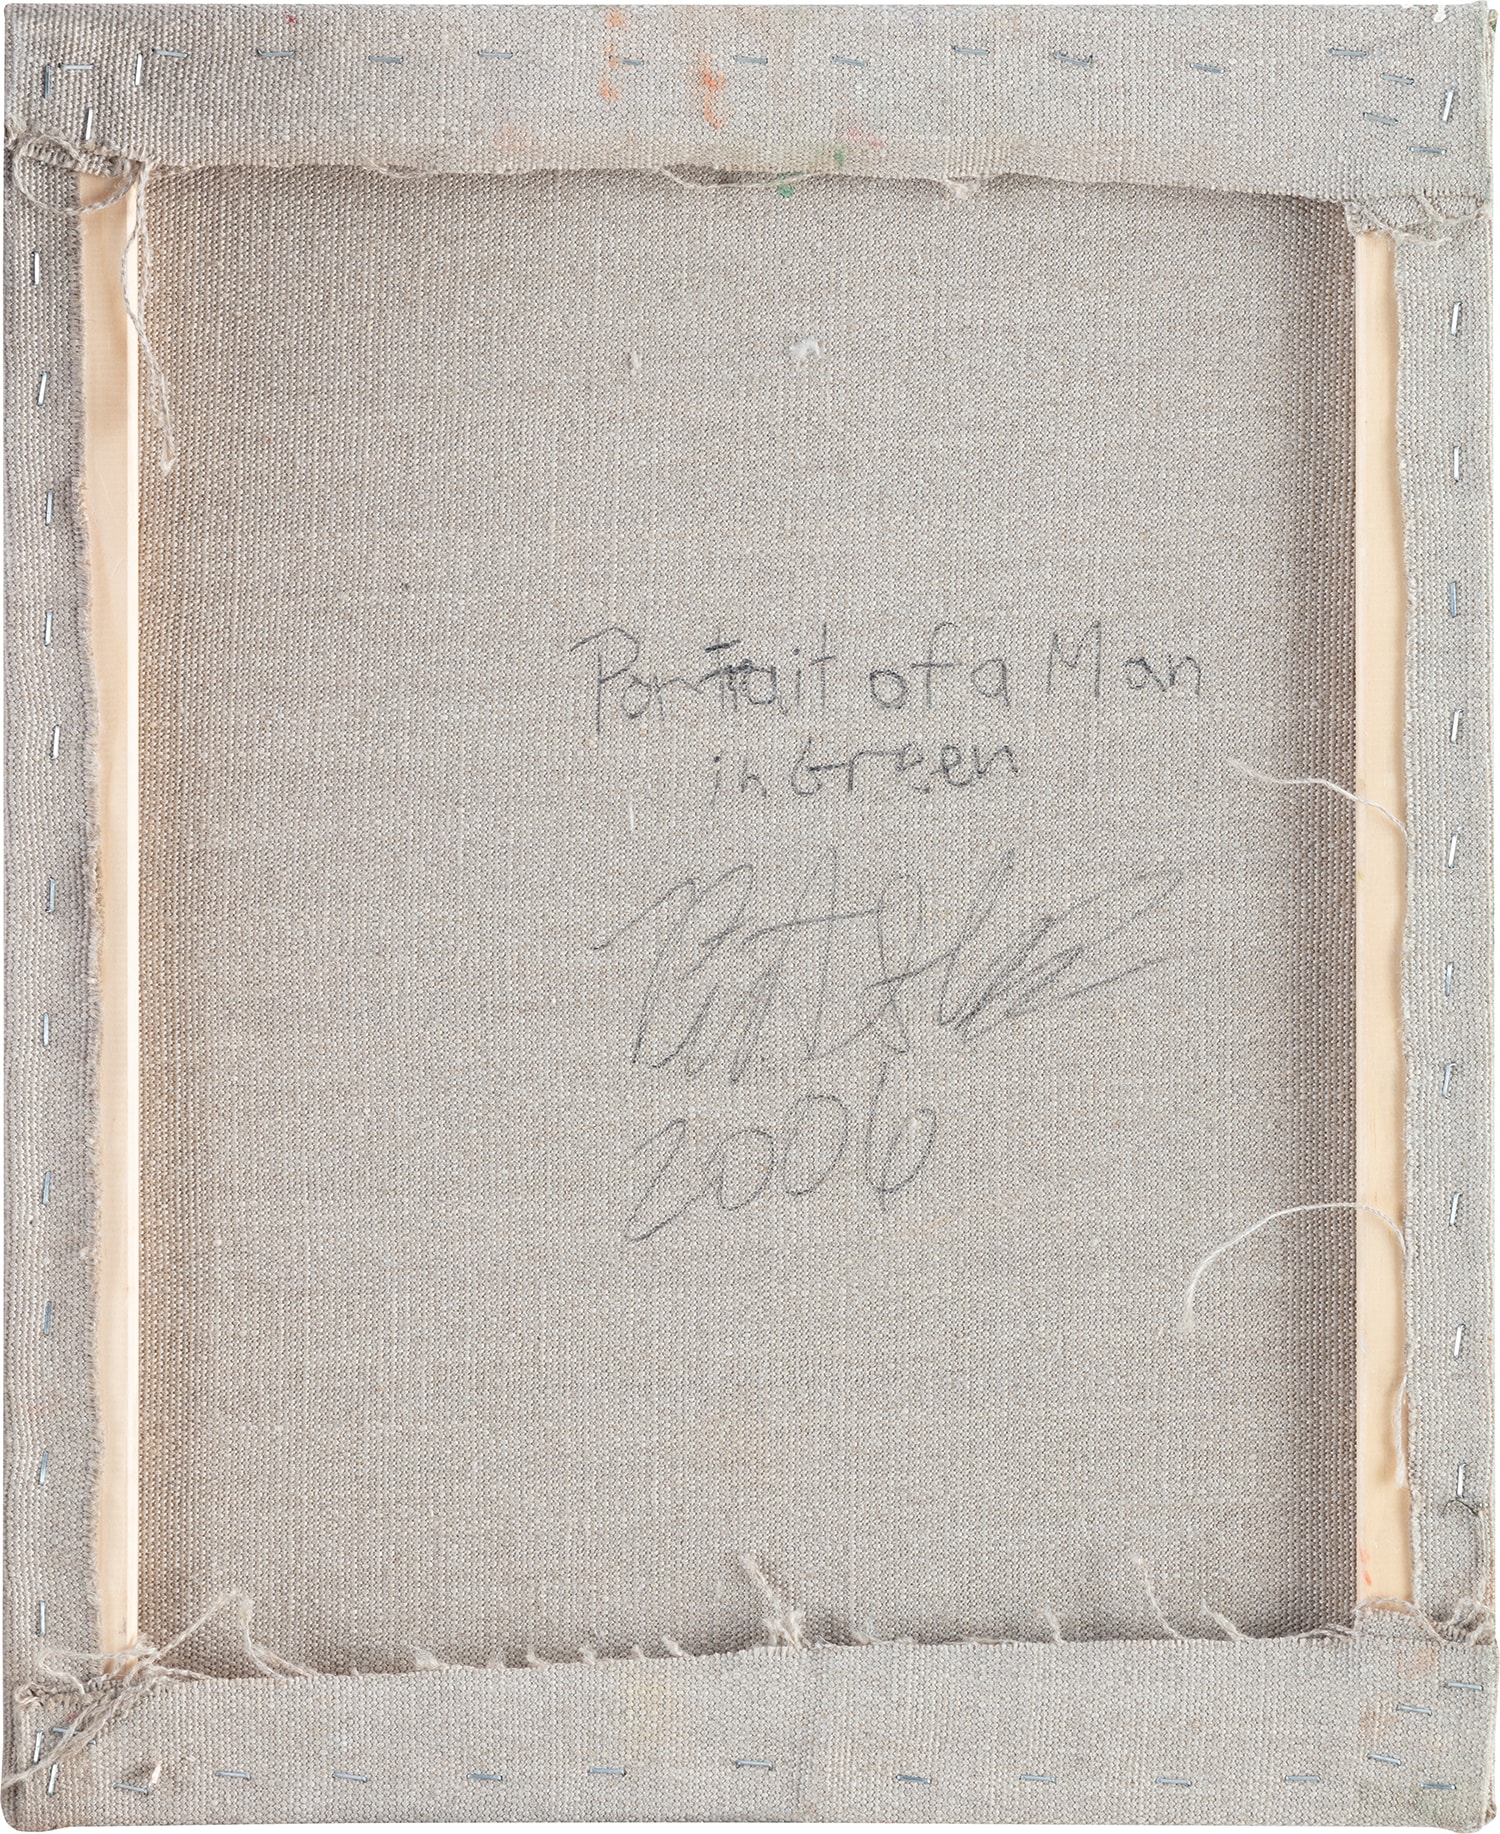 Portrait of a Man
in Green
2006